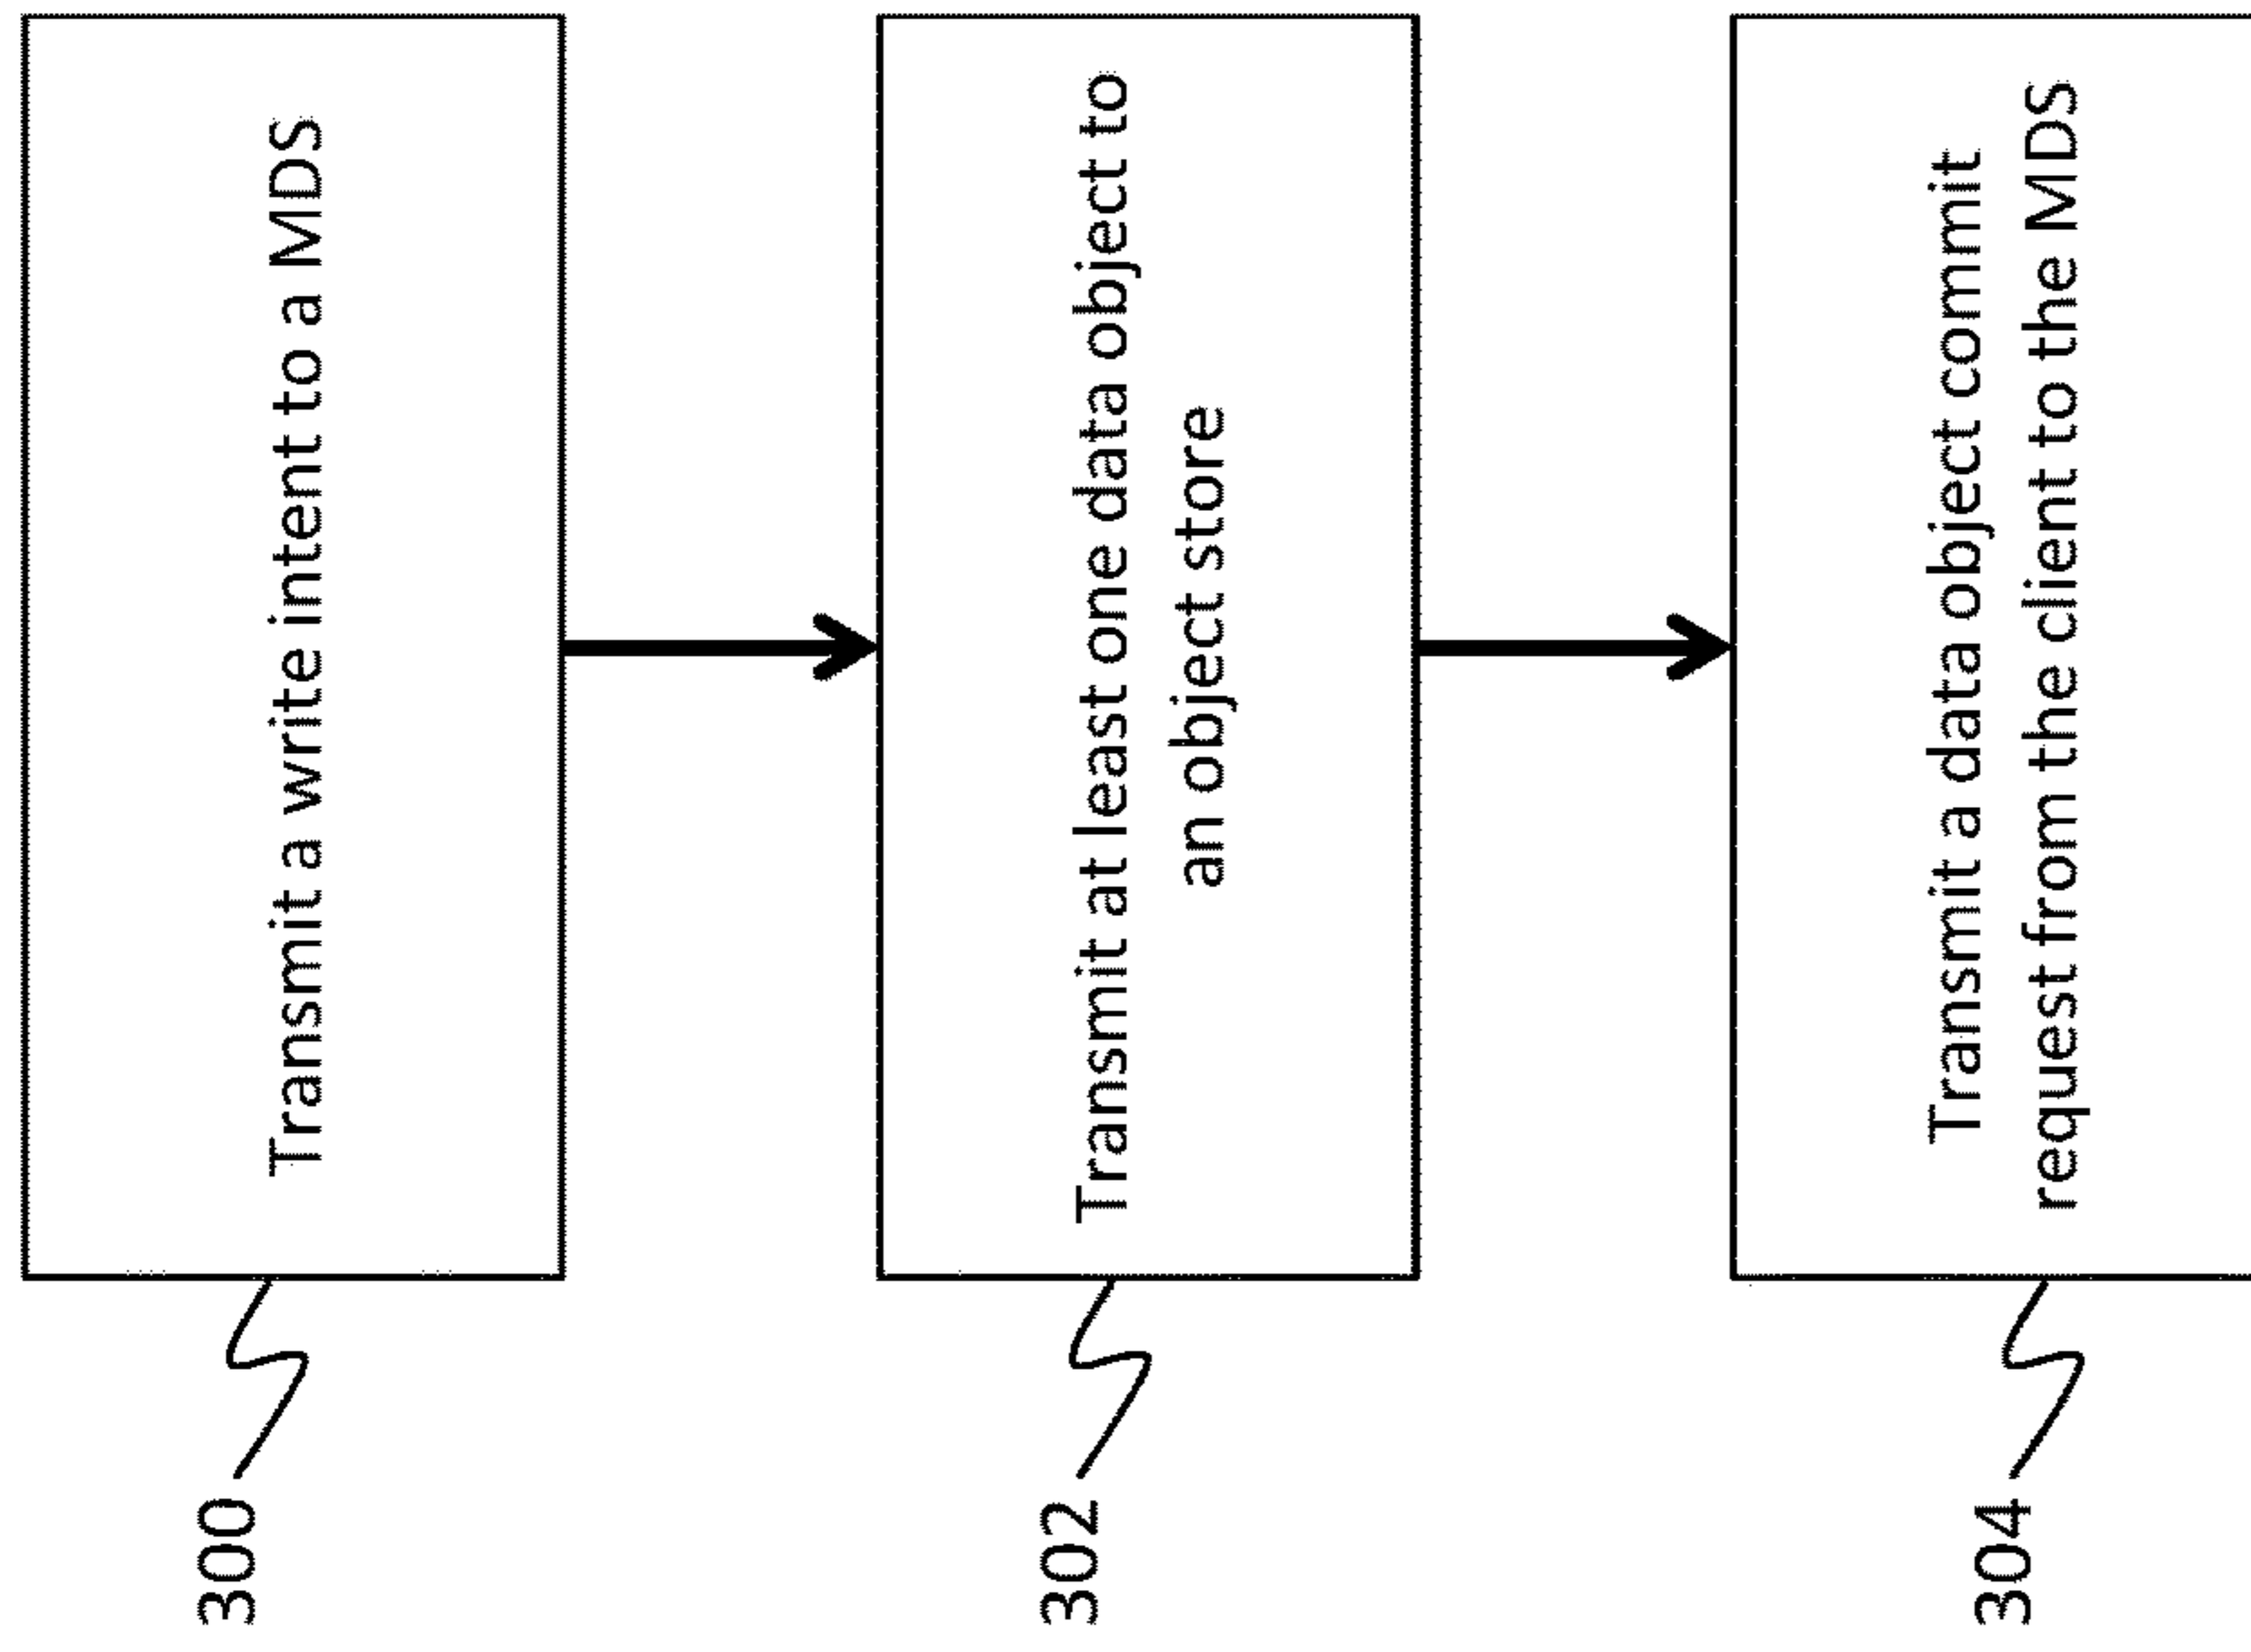 300
Transmit a write intent to a MDS
302
Transmit at least one data object to
an object store
304
Transmit a data object commit
request from the client to the MDS